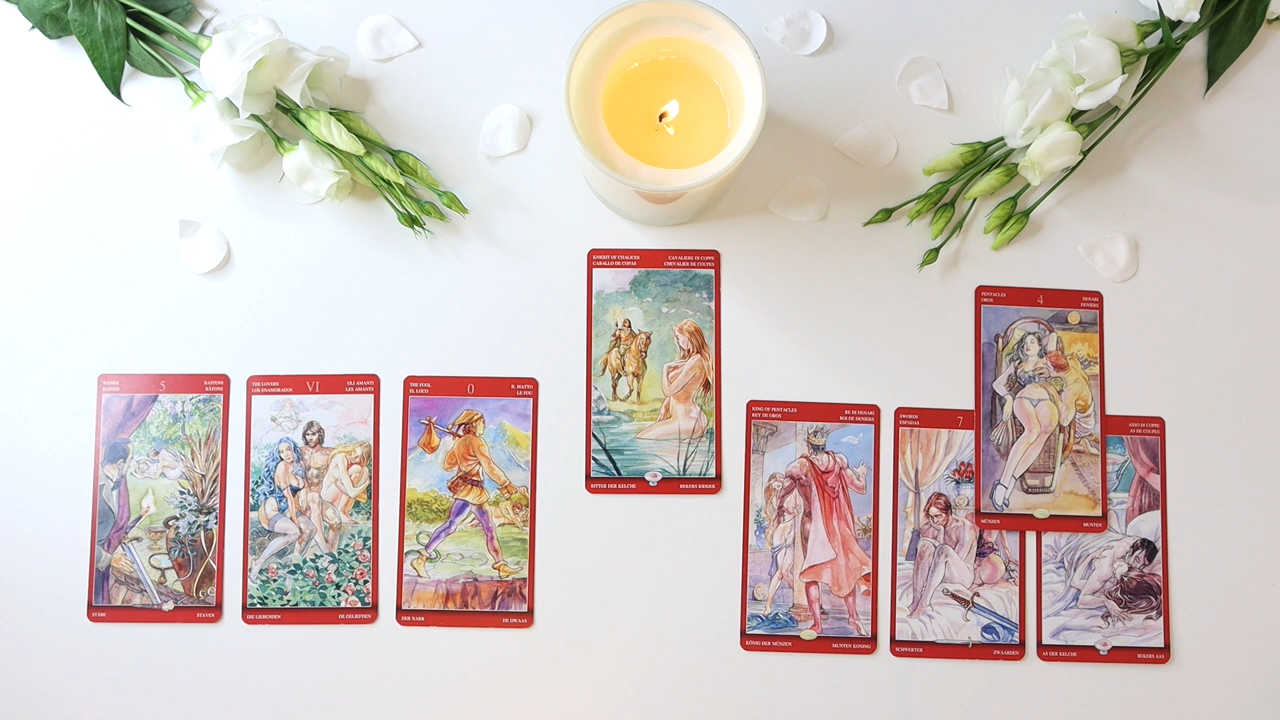 KNIGHT OF CHALICES CAVALIERE DI COPPE
CABALLO DE COPAS CHEVALIER DE COUPES
RITTER DER KELCHE BEKERS RIDDER
PENTACLES 4 DENARI
OROS DENIERS
MÜNZEN MUNTEN
WANDS 5 BASTONI
BASTOS BÂTONS
STÄBE STAVEN
THE LOVERS VI GLI AMANTI
LOS ENAMORADOS LES AMANTS
DIE LIEBENDEN DE GELIEFDEN
THE FOOL 0 IL MATTO
EL LOCO LE FOU
DER NARR DE DWAAS
KING OF PENTACLES RE DI DENARI
REY DE OROS ROI DE DENIERS
KÖNIG DER MÜNZEN MUNTEN KONING
SWORDS 7
ESPADAS
SCHWERTER ZWAARDEN
ASSO DI COPPE
AS DE COUPES
AS DER KELCHE BEKERS AAS